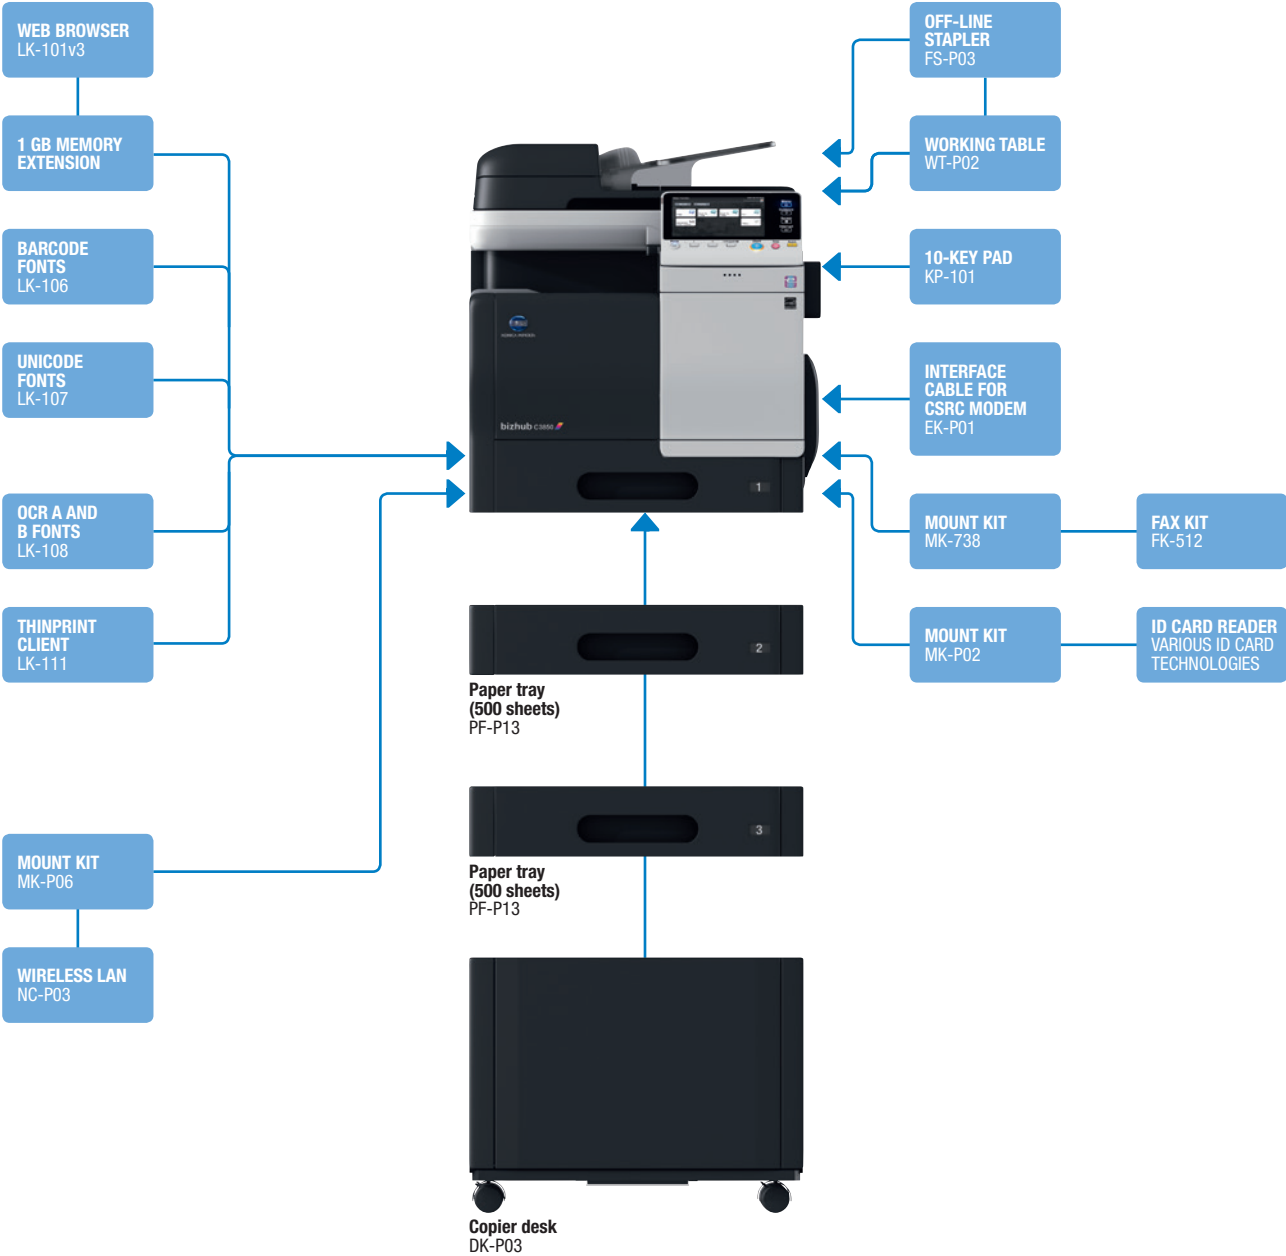 WEB BROWSER
LK-101v3
1 GB MEMORY
EXTENSION
BARCODE
FONTS
LK-106
UNICODE
FONTS
LK-107
OCR A AND
B FONTS
LK-108
THINPRINT
CLIENT
LK-111
MOUNT KIT
MK-P06
WIRELESS LAN
NC-P03
KONICA MINOLTA
bizhub C3850
1
2
Paper tray
(500 sheets)
PF-P13
3
Paper tray
(500 sheets)
PF-P13
Copier desk
DK-P03
OFF-LINE
STAPLER
FS-P03
WORKING TABLE
WT-P02
10-KEY PAD
KP-101
INTERFACE
CABLE FOR
CSRC MODEM
EK-P01
MOUNT KIT
MK-738
FAX KIT
FK-512
MOUNT KIT
MK-P02
ID CARD READER
VARIOUS ID CARD
TECHNOLOGIES